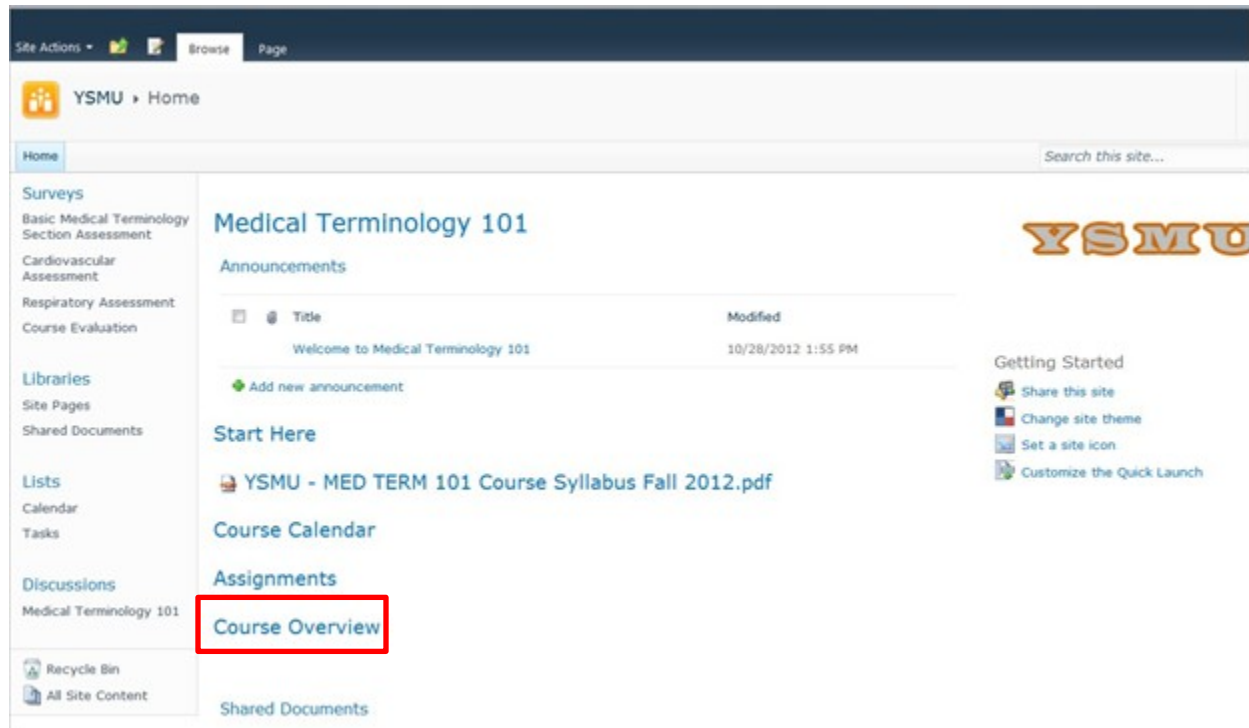 Site Actions
Browse
Page
YSMU ▸ Home
Home
Search this site...
Surveys
Basic Medical Terminology
Section Assessment
Cardiovascular
Assessment
Respiratory Assessment
Course Evaluation
Libraries
Site Pages
Shared Documents
Lists
Calendar
Tasks
Discussions
Medical Terminology 101
Recycle Bin
All Site Content
Medical Terminology 101
Announcements
Title Modified
Welcome to Medical Terminology 101 10/28/2012 1:55 PM
Add new announcement
Start Here
YSMU - MED TERM 101 Course Syllabus Fall 2012.pdf
Course Calendar
Assignments
Course Overview
Shared Documents
YSMU
Getting Started
Share this site
Change site theme
Set a site icon
Customize the Quick Launch